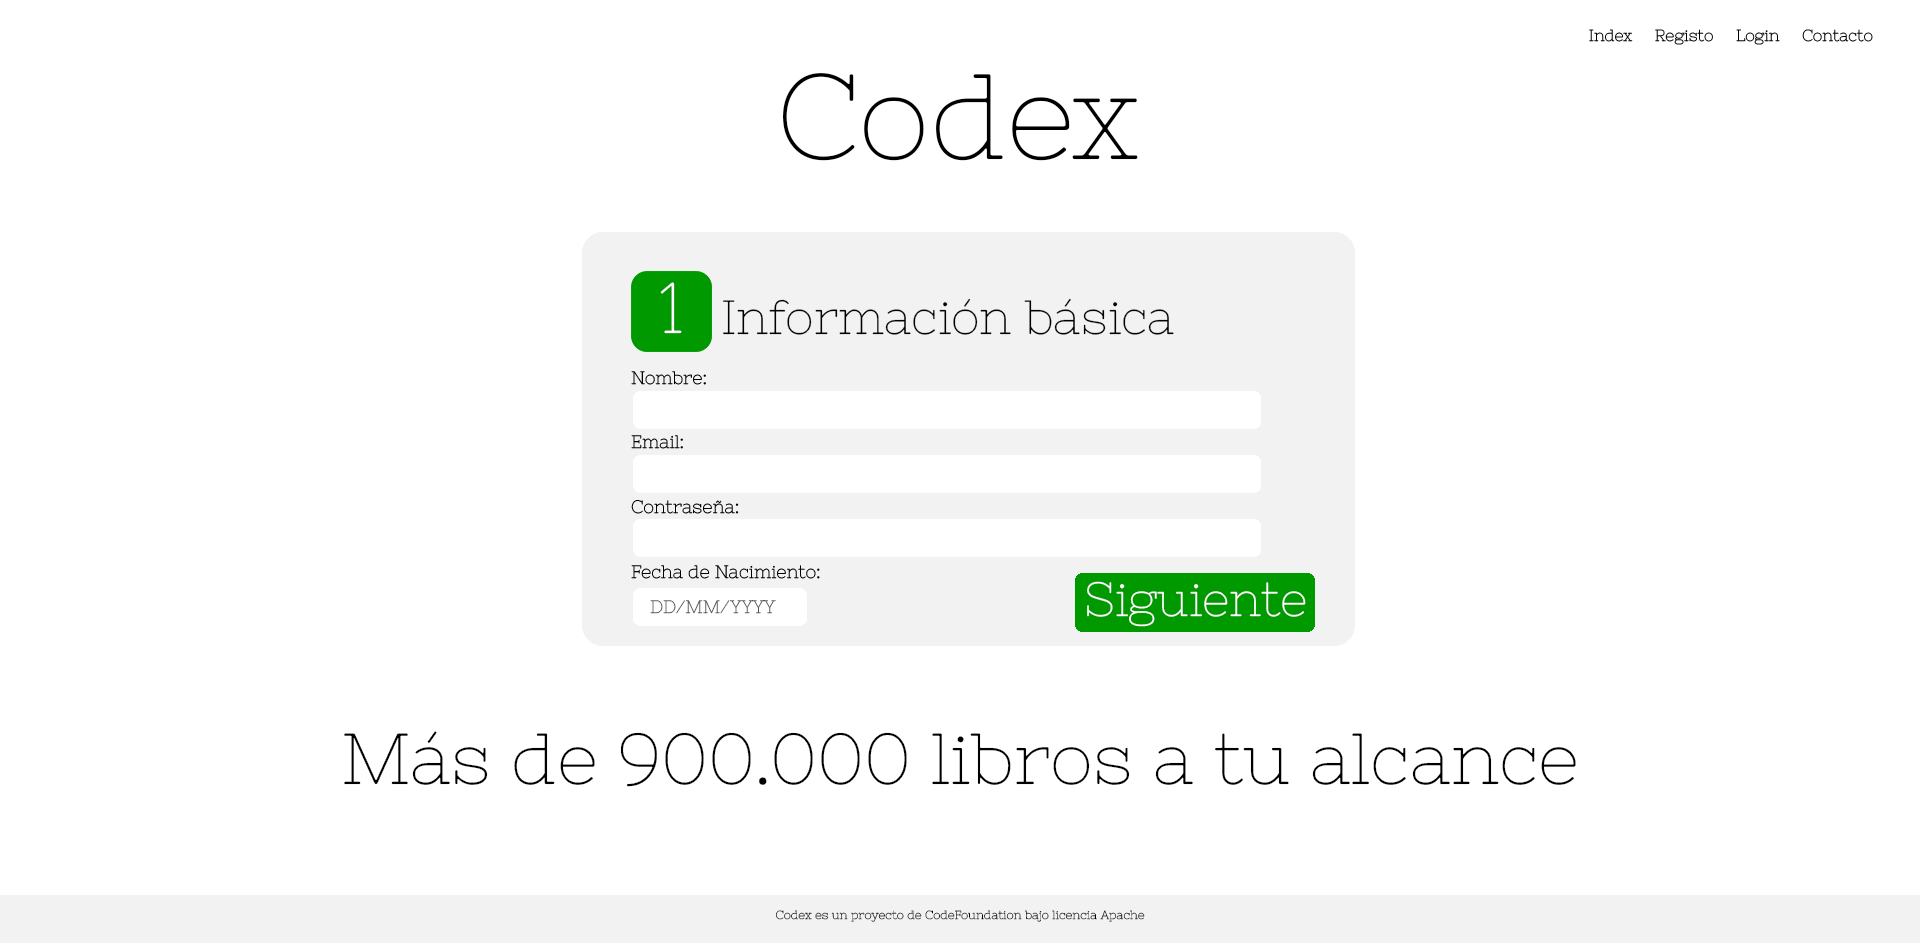 Index Registo Login Contacto
Codex
1 Información básica
Nombre:
Email:
Contraseña:
Fecha de Nacimiento:
DD/MM/YYYY
Siguiente
Más de 900.000 libros a tu alcance
Codex es un proyecto de CodeFoundation bajo licencia Apache